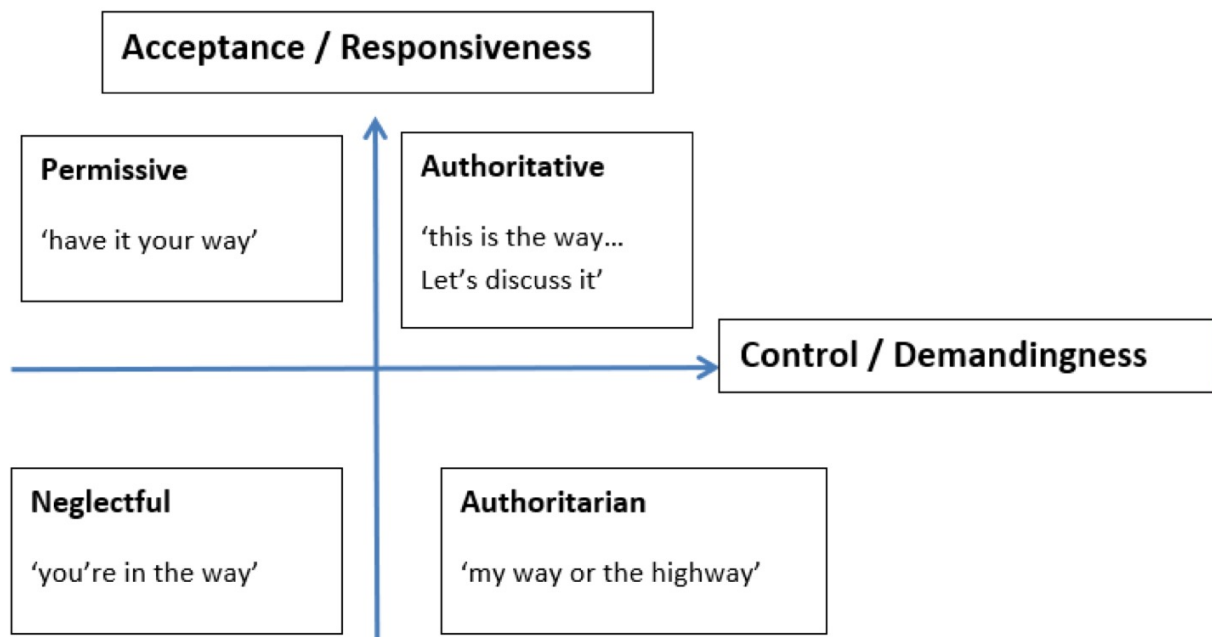 Acceptance / Responsiveness
Permissive
‘have it your way’
Authoritative
‘this is the way…
Let’s discuss it’
Control / Demandingness
Neglectful
‘you’re in the way’
Authoritarian
‘my way or the highway’